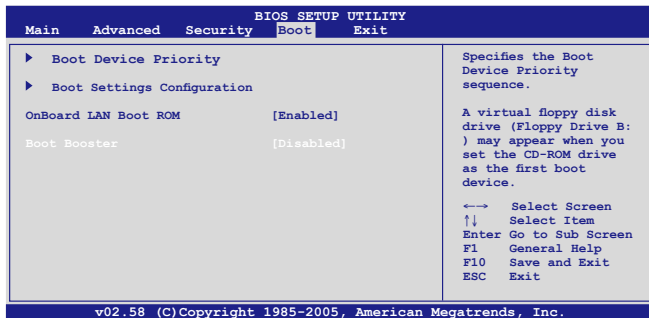 BIOS SETUP UTILITY
Main Advanced Security Boot Exit
Boot Device Priority
Boot Settings Configuration
OnBoard LAN Boot ROM [Enabled]
Boot Booster [Disabled]
Specifies the Boot
Device Priority
sequence.
A virtual floppy disk
drive (Floppy Drive B:
) may appear when you
set the CD-ROM drive
as the first boot
device.
←→ Select Screen
↑↓ Select Item
Enter Go to Sub Screen
F1 General Help
F10 Save and Exit
ESC Exit
v02.58 (C)Copyright 1985-2005, American Megatrends, Inc.